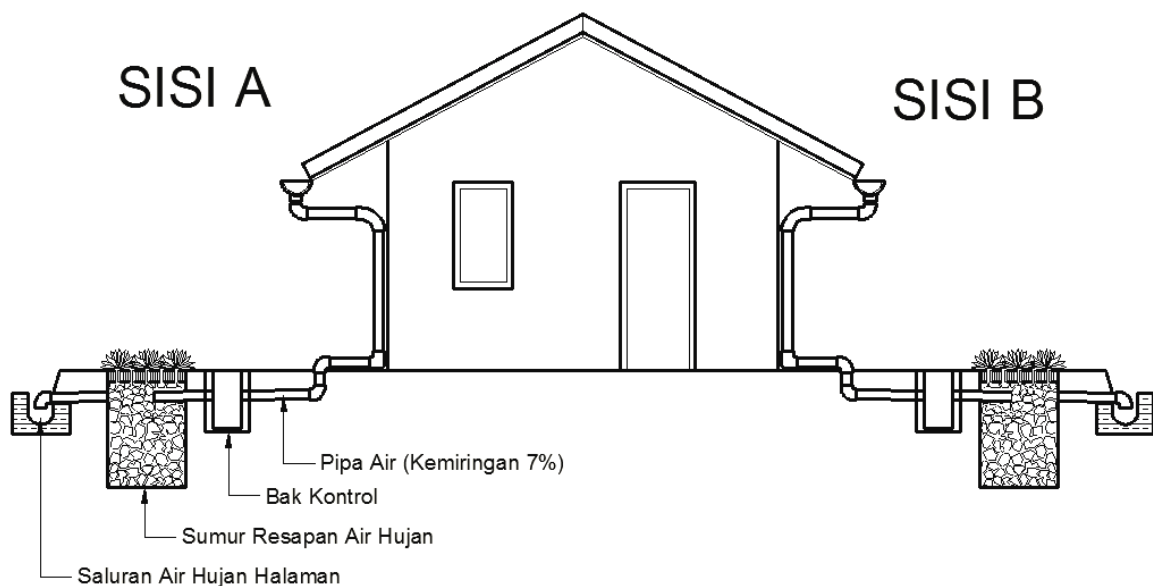 SISI A
SISI B
Pipa Air (Kemiringan 7%)
Bak Kontrol
Sumur Resapan Air Hujan
Saluran Air Hujan Halaman